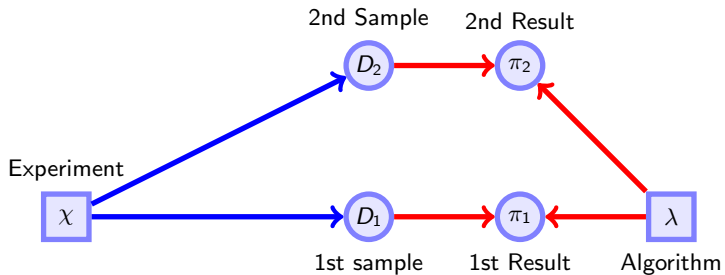 2nd Sample 2nd Result
D₂ π₂
Experiment
χ D₁ π₁ λ
1st sample 1st Result Algorithm